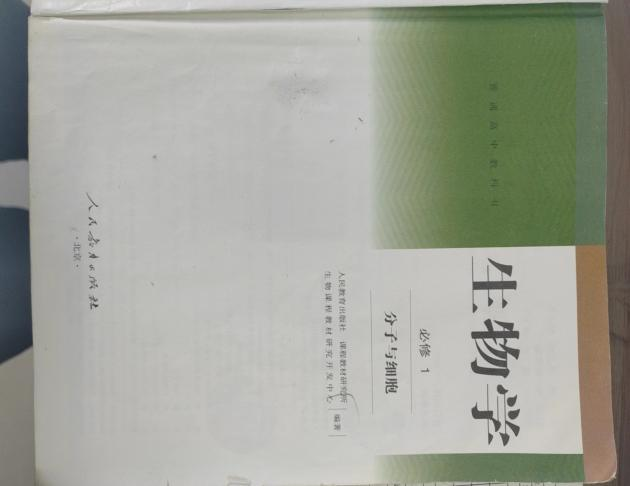 普通高中教科书
生物学
必修 1
分子与细胞
人民教育出版社 课程教材研究所
生物课程教材研究开发中心
编著
人民教育出版社
·北京·